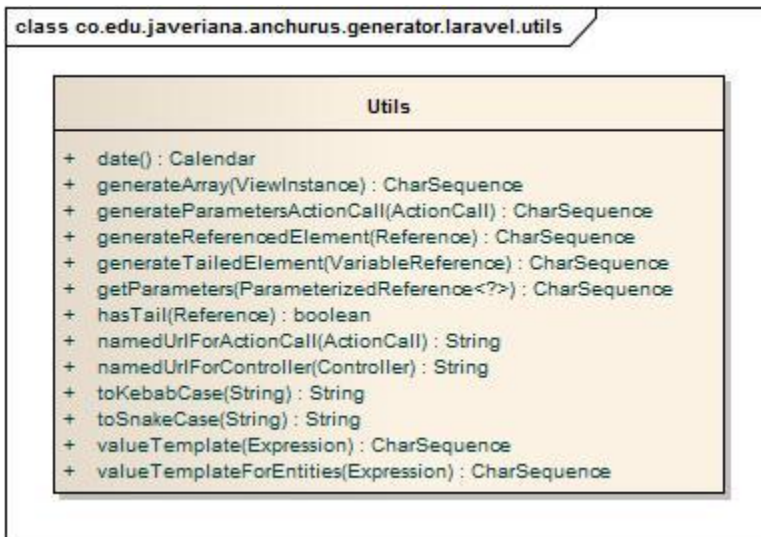 class co.edu.javeriana.anchurus.generator.laravel.utils
Utils
+ date() : Calendar
+ generateArray(ViewInstance) : CharSequence
+ generateParametersActionCall(ActionCall) : CharSequence
+ generateReferencedElement(Reference) : CharSequence
+ generateTailedElement(VariableReference) : CharSequence
+ getParameters(ParameterizedReference<?>) : CharSequence
+ hasTail(Reference) : boolean
+ namedUrlForActionCall(ActionCall) : String
+ namedUrlForController(Controller) : String
+ toKebabCase(String) : String
+ toSnakeCase(String) : String
+ valueTemplate(Expression) : CharSequence
+ valueTemplateForEntities(Expression) : CharSequence